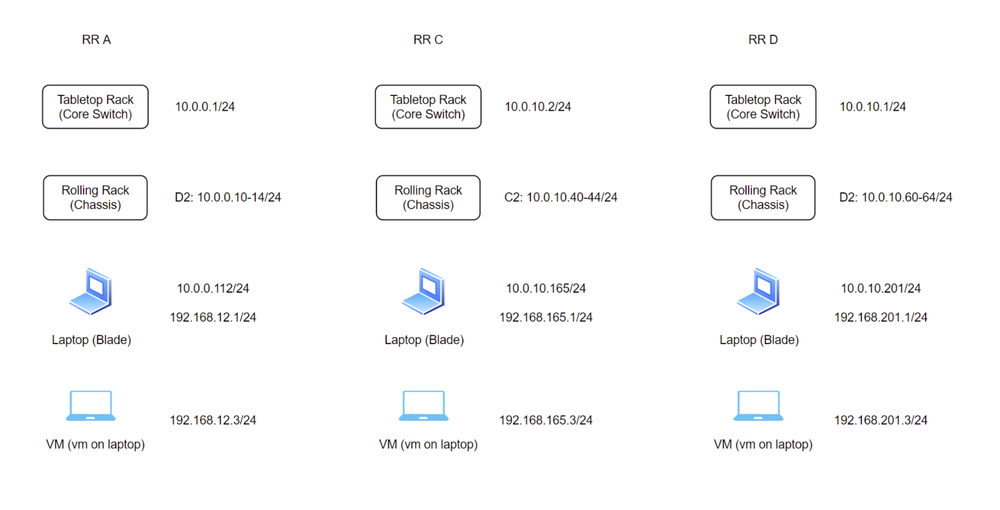 RR A
RR C
RR D
Tabletop Rack
(Core Switch)
10.0.0.1/24
Tabletop Rack
(Core Switch)
10.0.10.2/24
Tabletop Rack
(Core Switch)
10.0.10.1/24
Rolling Rack
(Chassis)
D2: 10.0.0.10-14/24
Rolling Rack
(Chassis)
C2: 10.0.10.40-44/24
Rolling Rack
(Chassis)
D2: 10.0.10.60-64/24
10.0.0.112/24
192.168.12.1/24
Laptop (Blade)
10.0.10.165/24
192.168.165.1/24
Laptop (Blade)
10.0.10.201/24
192.168.201.1/24
Laptop (Blade)
192.168.12.3/24
VM (vm on laptop)
192.168.165.3/24
VM (vm on laptop)
192.168.201.3/24
VM (vm on laptop)